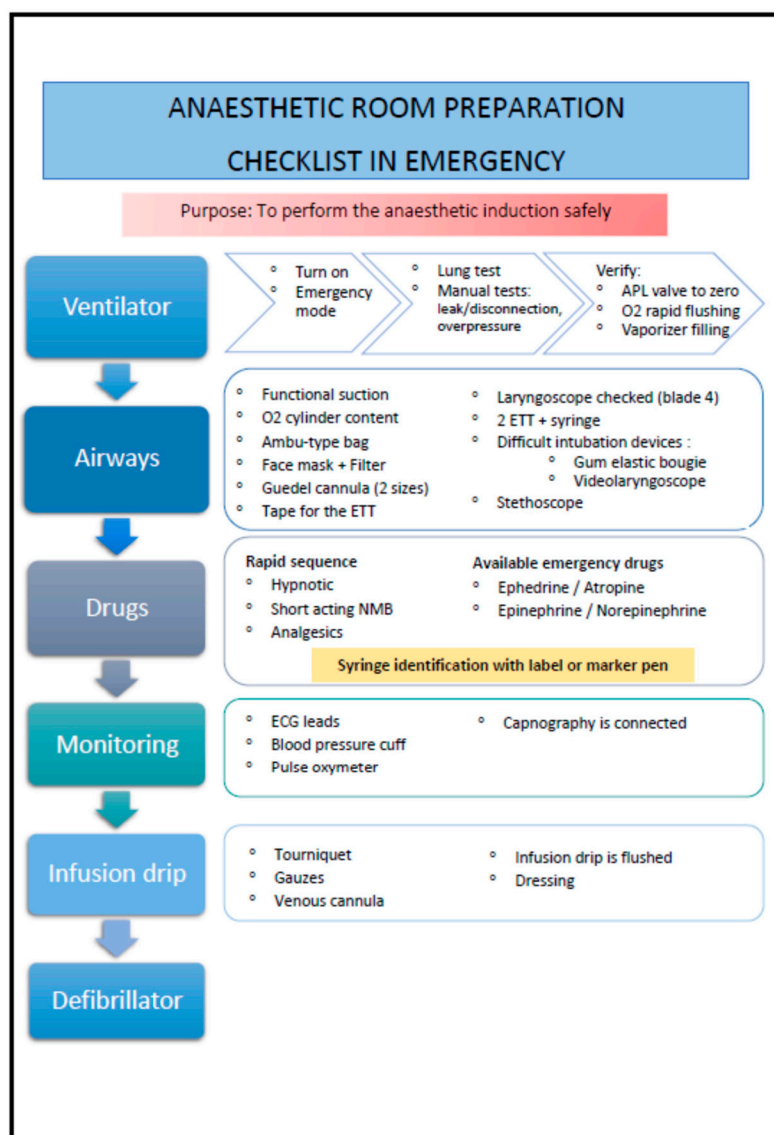 ANAESTHETIC ROOM PREPARATION
CHECKLIST IN EMERGENCY
Purpose: To perform the anaesthetic induction safely
Ventilator
° Turn on
° Emergency
mode
° Lung test
° Manual tests:
leak/disconnection,
overpressure
Verify:
° APL valve to zero
° O2 rapid flushing
° Vaporizer filling
Airways
° Functional suction
° O2 cylinder content
° Ambu-type bag
° Face mask + Filter
° Guedel cannula (2 sizes)
° Tape for the ETT
° Laryngoscope checked (blade 4)
° 2 ETT + syringe
° Difficult intubation devices :
° Gum elastic bougie
° Videolaryngoscope
° Stethoscope
Drugs
Rapid sequence
° Hypnotic
° Short acting NMB
° Analgesics
Available emergency drugs
° Ephedrine / Atropine
° Epinephrine / Norepinephrine
Syringe identification with label or marker pen
Monitoring
° ECG leads
° Blood pressure cuff
° Pulse oxymeter
° Capnography is connected
Infusion drip
° Tourniquet
° Gauzes
° Venous cannula
° Infusion drip is flushed
° Dressing
Defibrillator